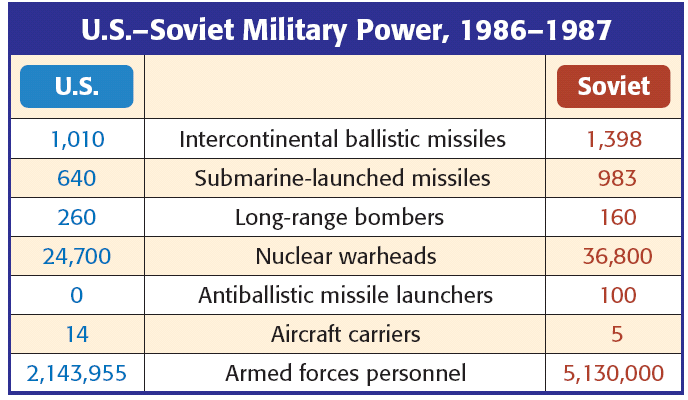 U.S.–Soviet Military Power, 1986–1987
U.S. Soviet
1,010 Intercontinental ballistic missiles 1,398
640 Submarine-launched missiles 983
260 Long-range bombers 160
24,700 Nuclear warheads 36,800
0 Antiballistic missile launchers 100
14 Aircraft carriers 5
2,143,955 Armed forces personnel 5,130,000